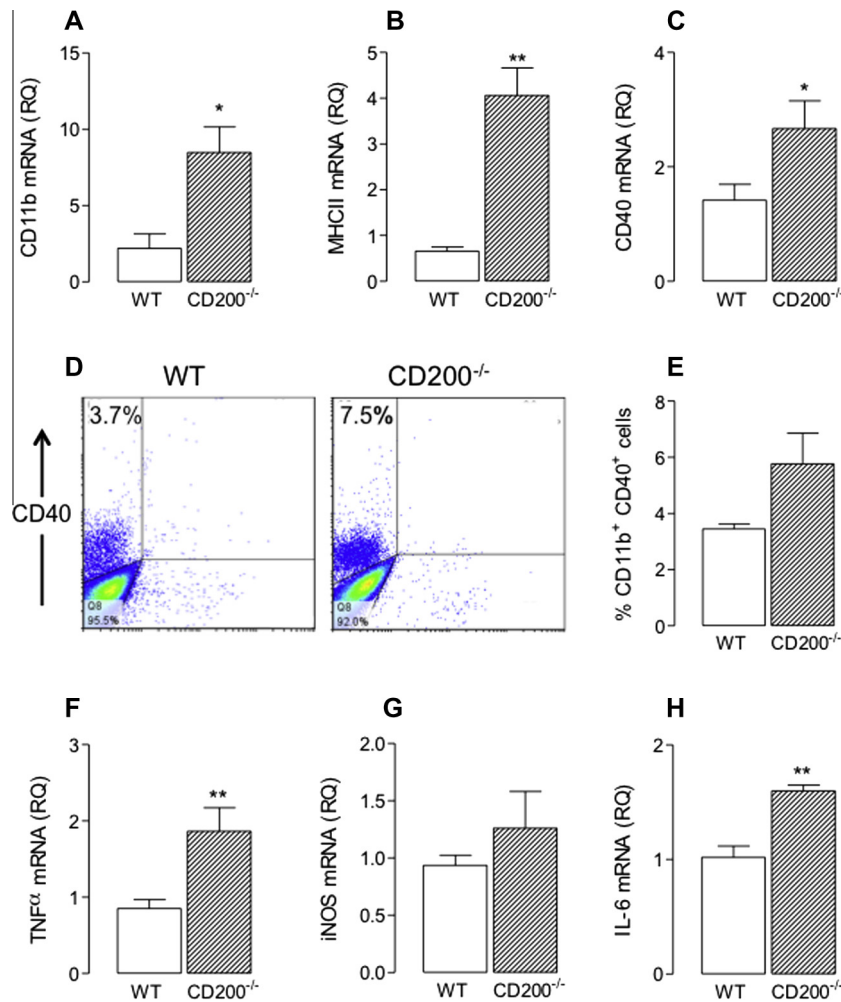 A
CD11b mRNA (RQ)
15
10
5
0
*
WT
CD200-/-
B
MHCII mRNA (RQ)
5
4
3
2
1
0
**
WT
CD200-/-
C
CD40 mRNA (RQ)
4
2
0
*
WT
CD200-/-
D
WT
CD200-/-
3.7%
7.5%
CD40
Q8
95.5%
Q8
92.0%
E
% CD11b+ CD40+ cells
8
6
4
2
0
WT
CD200-/-
F
TNFα mRNA (RQ)
3
2
1
0
**
WT
CD200-/-
G
iNOS mRNA (RQ)
2.0
1.5
1.0
0.5
0.0
WT
CD200-/-
H
IL-6 mRNA (RQ)
2
1
0
**
WT
CD200-/-